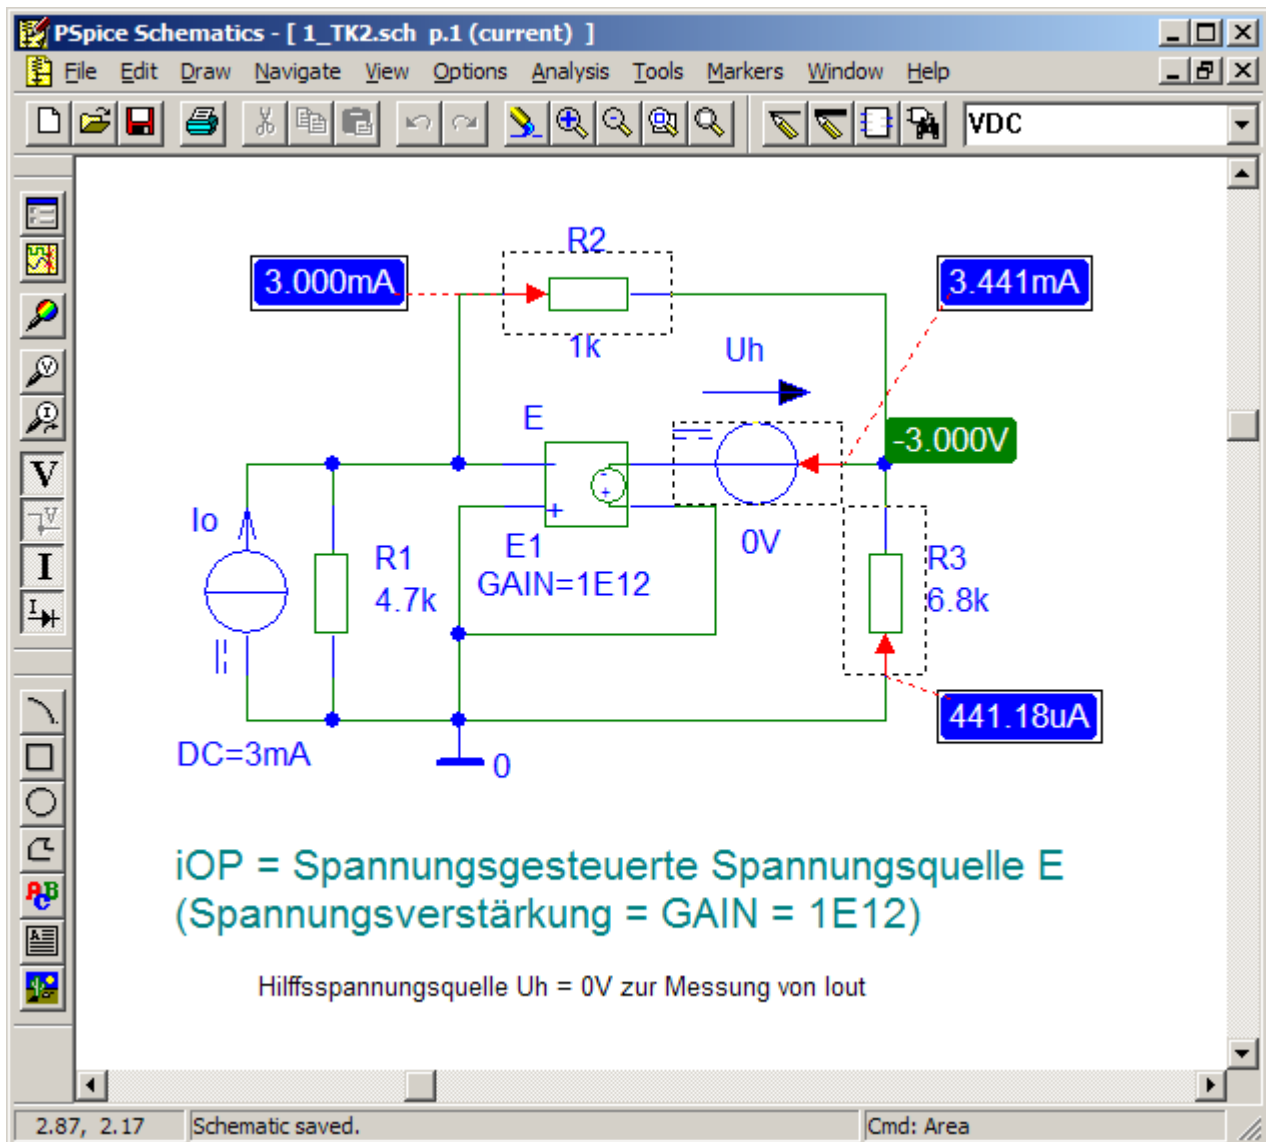 PSpice Schematics - [ 1_TK2.sch p.1 (current) ]
File Edit Draw Navigate View Options Analysis Tools Markers Window Help
VDC
R2
3.000mA
3.441mA
1k
Uh
E
-3.000V
Io
0V
R1
4.7k
E1
GAIN=1E12
R3
6.8k
441.18uA
DC=3mA
0
iOP = Spannungsgesteuerte Spannungsquelle E
(Spannungsverstärkung = GAIN = 1E12)
Hilffsspannungsquelle Uh = 0V zur Messung von Iout
2.87, 2.17 Schematic saved. Cmd: Area